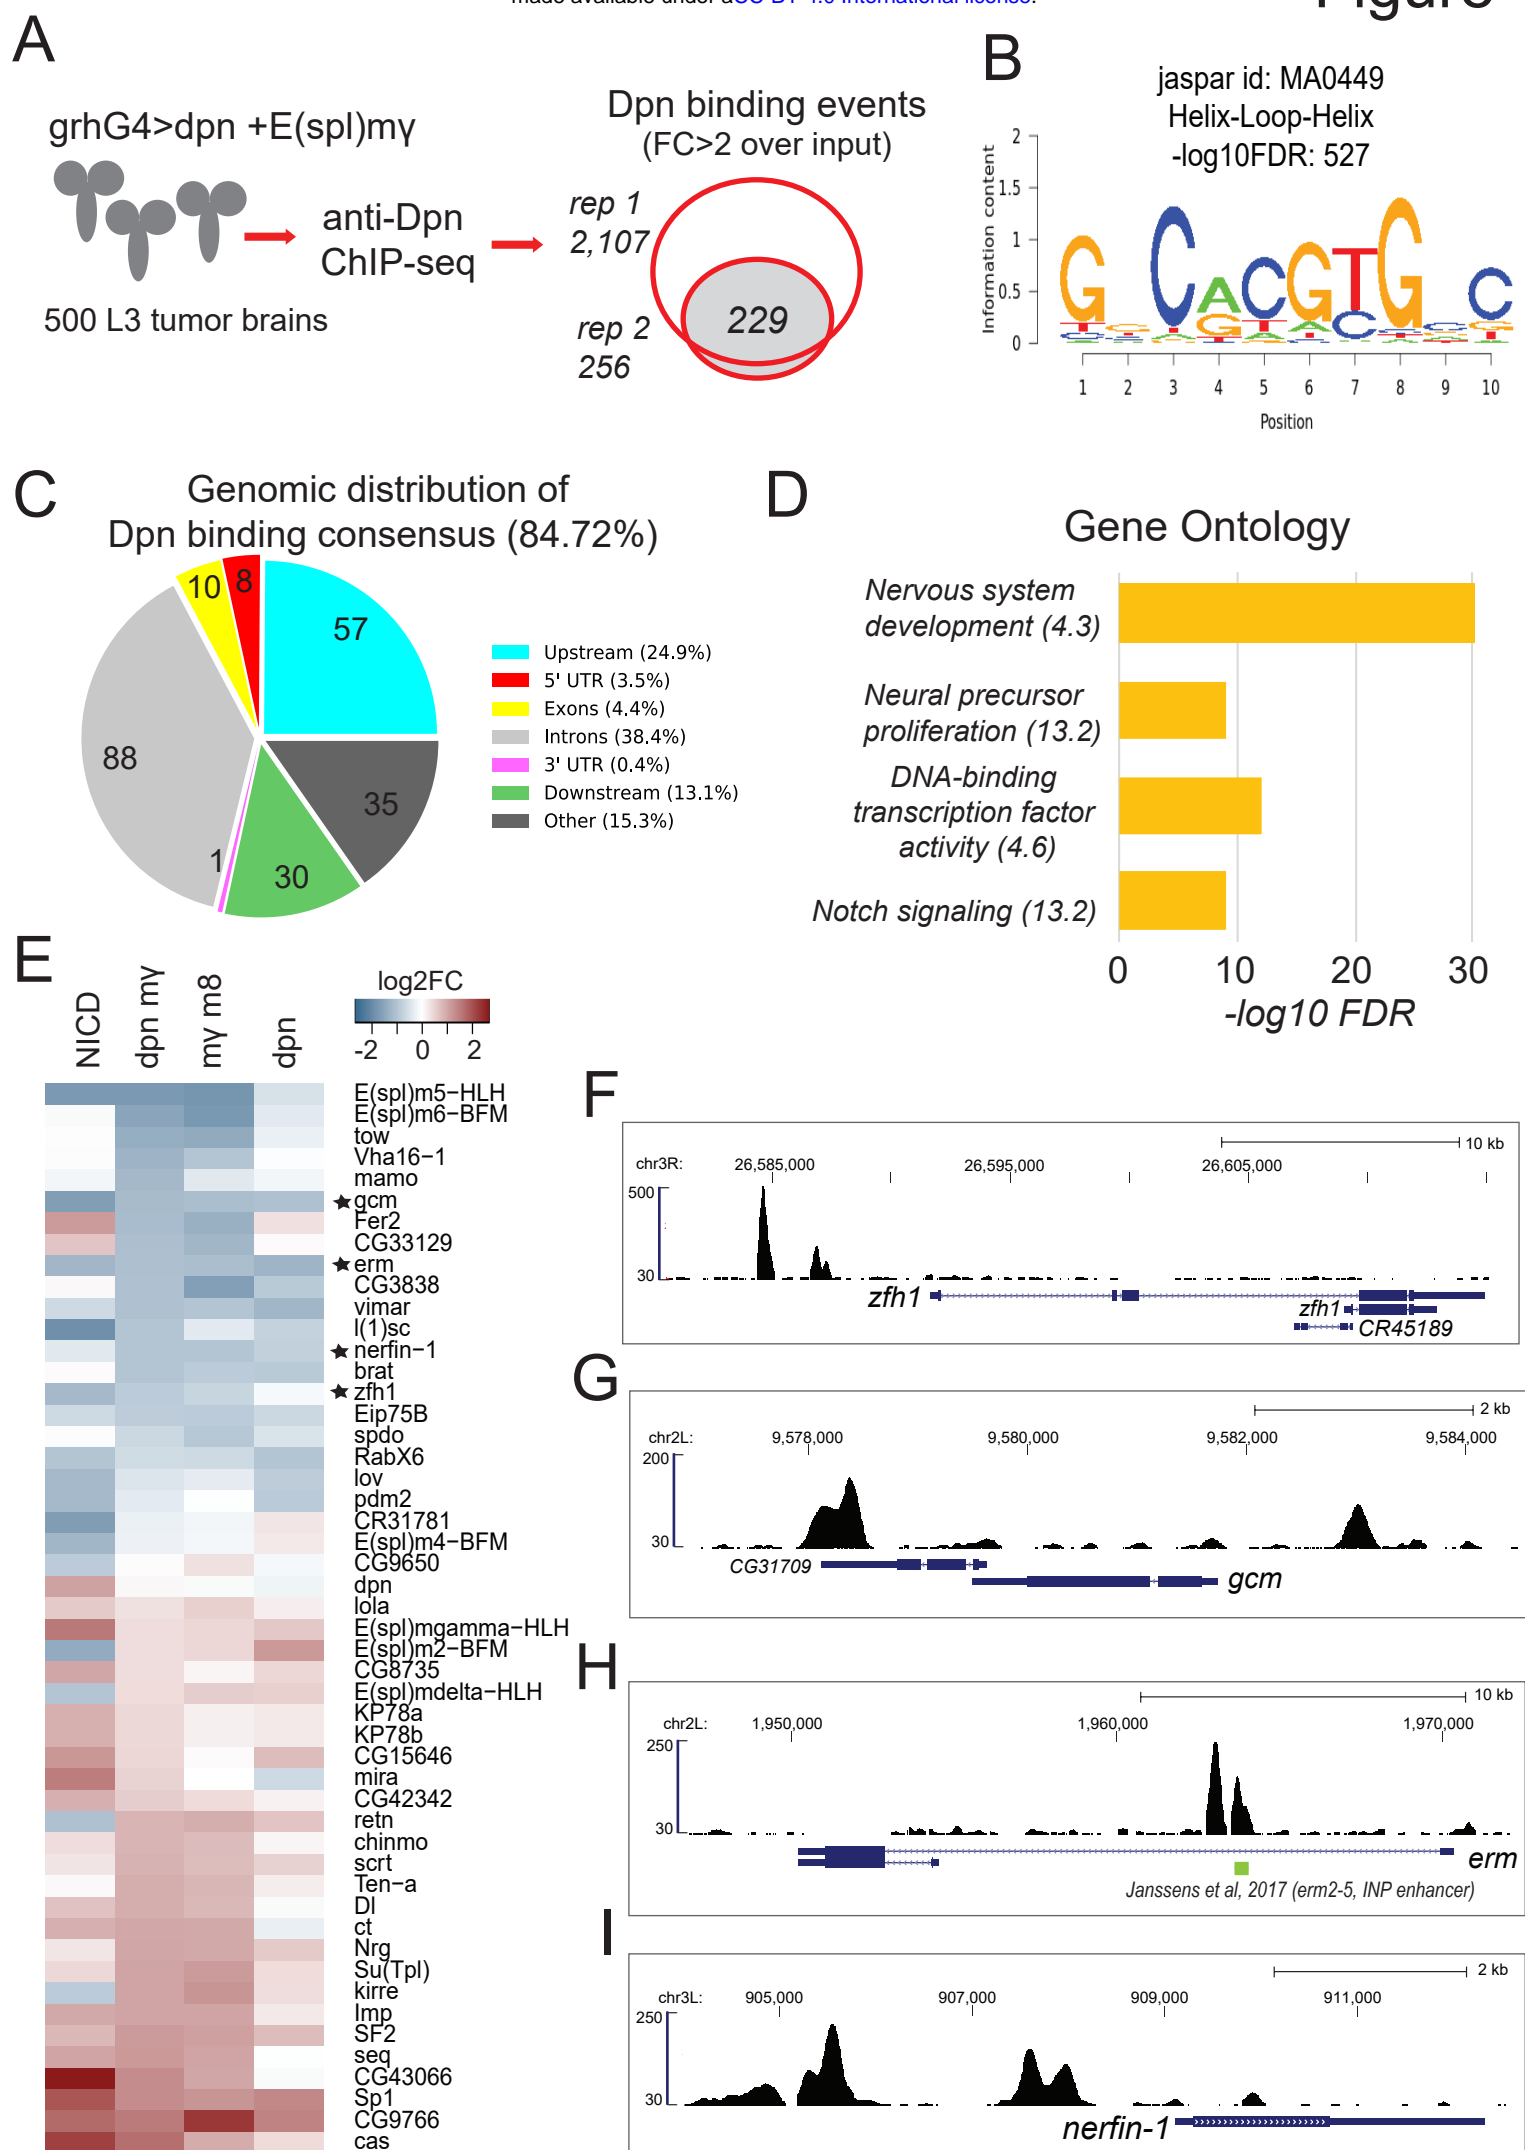 made available under aCC-BY 4.0 International license.
Figure
A
grhG4>dpn +E(spl)mγ
500 L3 tumor brains
anti-Dpn
ChIP-seq
Dpn binding events
(FC>2 over input)
rep 1
2,107
rep 2
256
229
B
jaspar id: MA0449
Helix-Loop-Helix
-log10FDR: 527
Information content
2
1.5
1
0.5
0
G C A C G T G C
1 2 3 4 5 6 7 8 9 10
Position
C
Genomic distribution of
Dpn binding consensus (84.72%)
10
8
57
88
35
1
30
Upstream (24.9%)
5' UTR (3.5%)
Exons (4.4%)
Introns (38.4%)
3' UTR (0.4%)
Downstream (13.1%)
Other (15.3%)
D
Gene Ontology
Nervous system
development (4.3)
Neural precursor
proliferation (13.2)
DNA-binding
transcription factor
activity (4.6)
Notch signaling (13.2)
0 10 20 30
-log10 FDR
E
NICD
dpn mγ
mγ m8
dpn
log2FC
-2 0 2
E(spl)m5−HLH
E(spl)m6−BFM
tow
Vha16−1
mamo
★gcm
Fer2
CG33129
★erm
CG3838
vimar
l(1)sc
★nerfin−1
brat
★zfh1
Eip75B
spdo
RabX6
lov
pdm2
CR31781
E(spl)m4−BFM
CG9650
dpn
lola
E(spl)mgamma−HLH
E(spl)m2−BFM
CG8735
E(spl)mdelta−HLH
KP78a
KP78b
CG15646
mira
CG42342
retn
chinmo
scrt
Ten−a
Dl
ct
Nrg
Su(Tpl)
kirre
Imp
SF2
seq
CG43066
Sp1
CG9766
cas
F
10 kb
chr3R:
26,585,000
26,595,000
26,605,000
500
30
zfh1
zfh1
CR45189
G
2 kb
chr2L:
9,578,000
9,580,000
9,582,000
9,584,000
200
30
CG31709
gcm
H
10 kb
chr2L:
1,950,000
1,960,000
1,970,000
250
30
erm
Janssens et al, 2017 (erm2-5, INP enhancer)
I
2 kb
chr3L:
905,000
907,000
909,000
911,000
250
30
nerfin-1